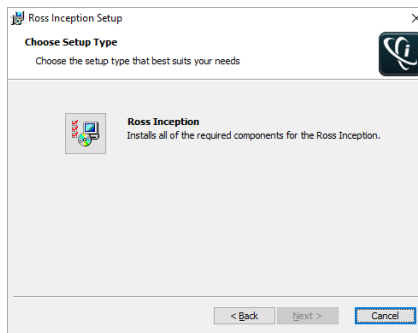 Ross Inception Setup
Choose Setup Type
Choose the setup type that best suits your needs
Ross Inception
Installs all of the required components for the Ross Inception.
< Back
Next >
Cancel